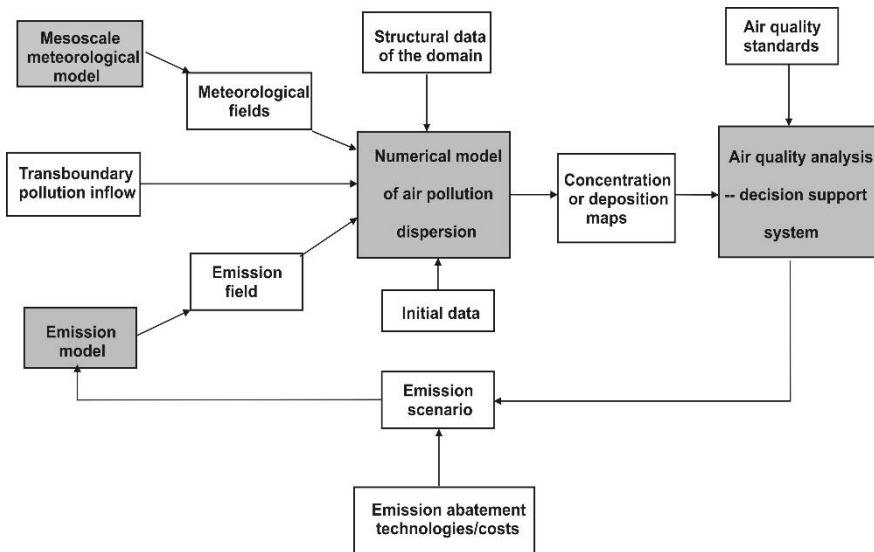 Mesoscale
meteorological
model
Structural data
of the domain
Air quality
standards
Meteorological
fields
Transboundary
pollution inflow
Numerical model
of air pollution
dispersion
Concentration
or deposition
maps
Air quality analysis
-- decision support
system
Emission
field
Initial data
Emission
model
Emission
scenario
Emission abatement
technologies/costs